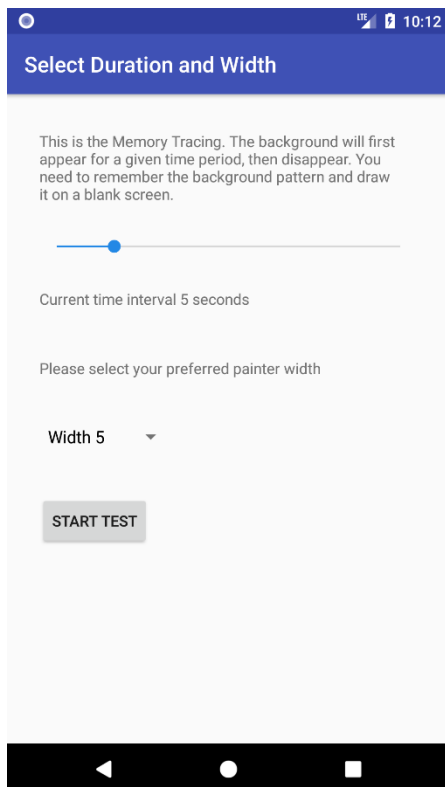 LTE 10:12
Select Duration and Width
This is the Memory Tracing. The background will first
appear for a given time period, then disappear. You
need to remember the background pattern and draw
it on a blank screen.
Current time interval 5 seconds
Please select your preferred painter width
Width 5
START TEST